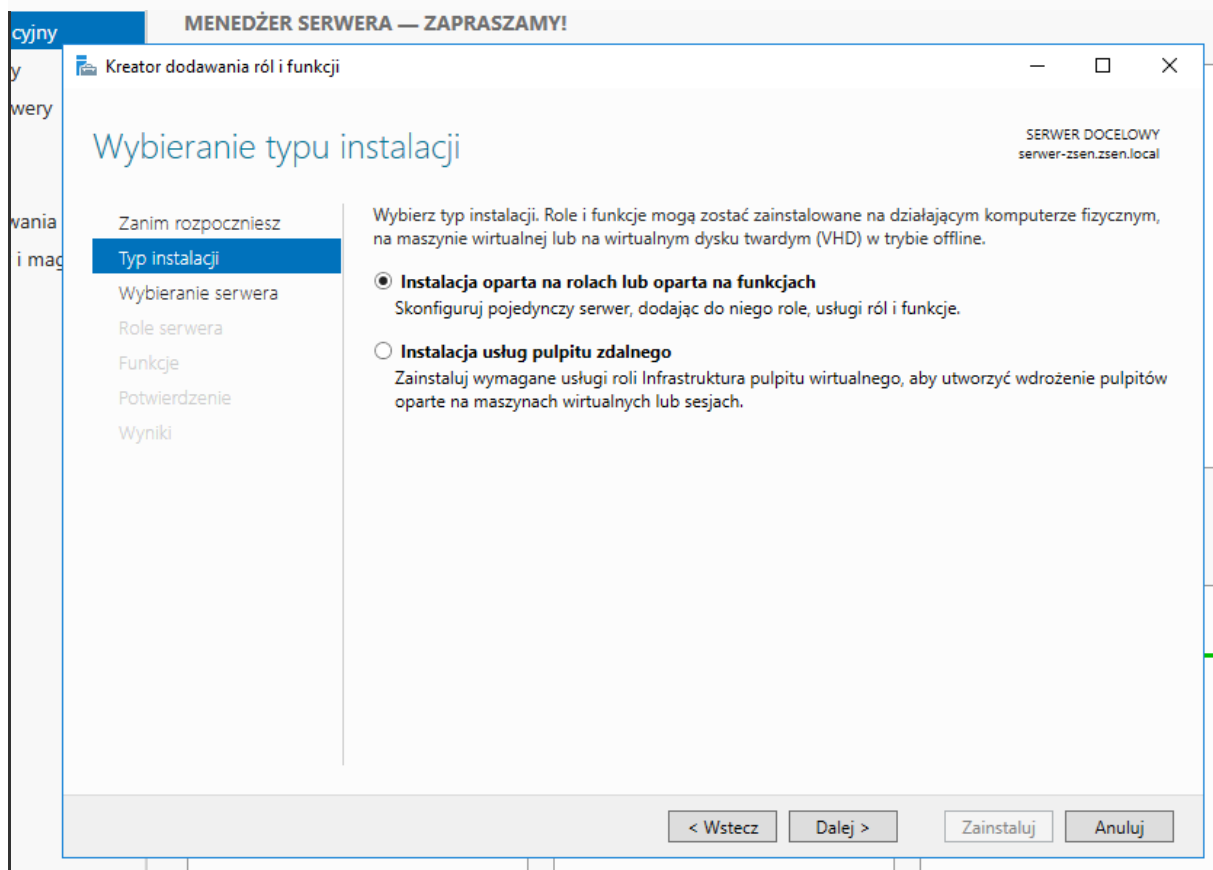 MENEDŻER SERWERA — ZAPRASZAMY!
cyjny
y
wery
wania
i mag
Kreator dodawania ról i funkcji
Wybieranie typu instalacji
SERWER DOCELOWY
serwer-zsen.zsen.local
Zanim rozpoczniesz
Typ instalacji
Wybieranie serwera
Role serwera
Funkcje
Potwierdzenie
Wyniki
Wybierz typ instalacji. Role i funkcje mogą zostać zainstalowane na działającym komputerze fizycznym,
na maszynie wirtualnej lub na wirtualnym dysku twardym (VHD) w trybie offline.
Instalacja oparta na rolach lub oparta na funkcjach
Skonfiguruj pojedynczy serwer, dodając do niego role, usługi ról i funkcje.
Instalacja usług pulpitu zdalnego
Zainstaluj wymagane usługi roli Infrastruktura pulpitu wirtualnego, aby utworzyć wdrożenie pulpitów
oparte na maszynach wirtualnych lub sesjach.
< Wstecz
Dalej >
Zainstaluj
Anuluj